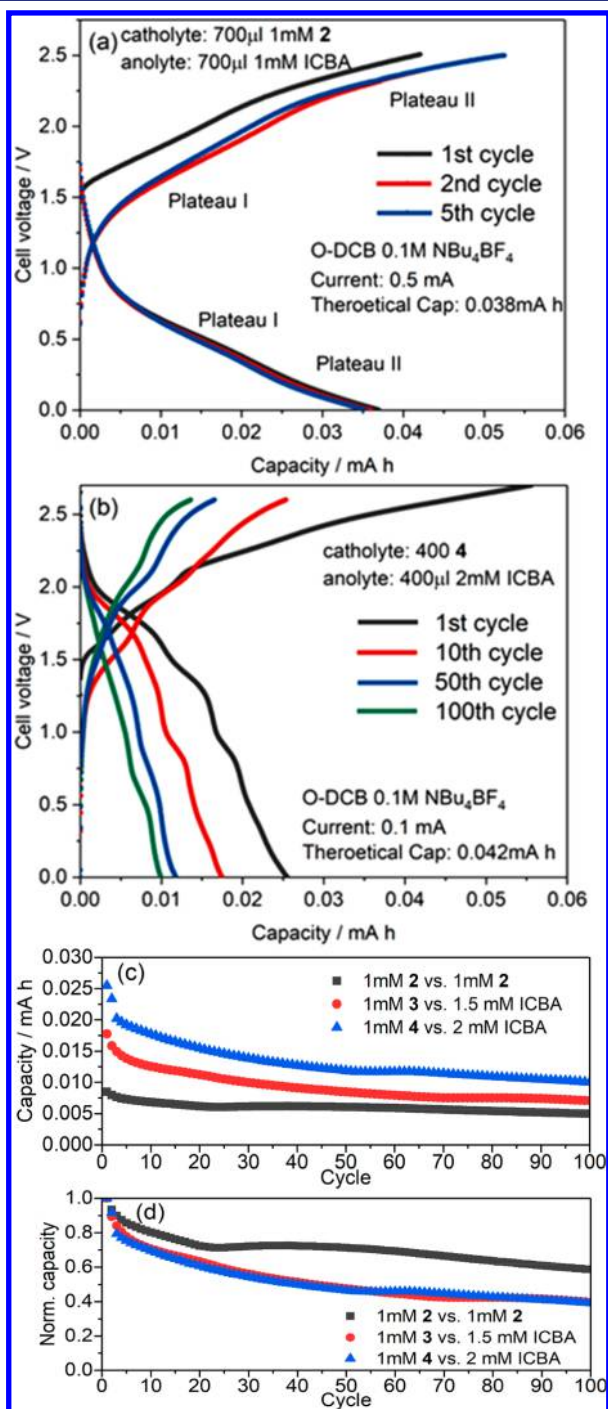 (a)
catholyte: 700µl 1mM 2
anolyte: 700µl 1mM ICBA
Plateau II
1st cycle
2nd cycle
5th cycle
Plateau I
O-DCB 0.1M NBu₄BF₄
Current: 0.5 mA
Theroetical Cap: 0.038mA h
Plateau I
Plateau II
Cell voltage / V
2.5
2.0
1.5
1.0
0.5
0.0
0.00 0.01 0.02 0.03 0.04 0.05 0.06
Capacity / mA h
(b)
catholyte: 400 4
anolyte: 400µl 2mM ICBA
1st cycle
10th cycle
50th cycle
100th cycle
O-DCB 0.1M NBu₄BF₄
Current: 0.1 mA
Theroetical Cap: 0.042mA h
Cell voltage / V
2.5
2.0
1.5
1.0
0.5
0.0
0.00 0.01 0.02 0.03 0.04 0.05 0.06
Capacity / mA h
(c)
1mM 2 vs. 1mM 2
1mM 3 vs. 1.5 mM ICBA
1mM 4 vs. 2 mM ICBA
Capacity / mA h
0.030
0.025
0.020
0.015
0.010
0.005
0.000
0 10 20 30 40 50 60 70 80 90 100
Cycle
(d)
1mM 2 vs. 1mM 2
1mM 3 vs. 1.5 mM ICBA
1mM 4 vs. 2 mM ICBA
Norm. capacity
1.0
0.8
0.6
0.4
0.2
0.0
0 10 20 30 40 50 60 70 80 90 100
Cycle